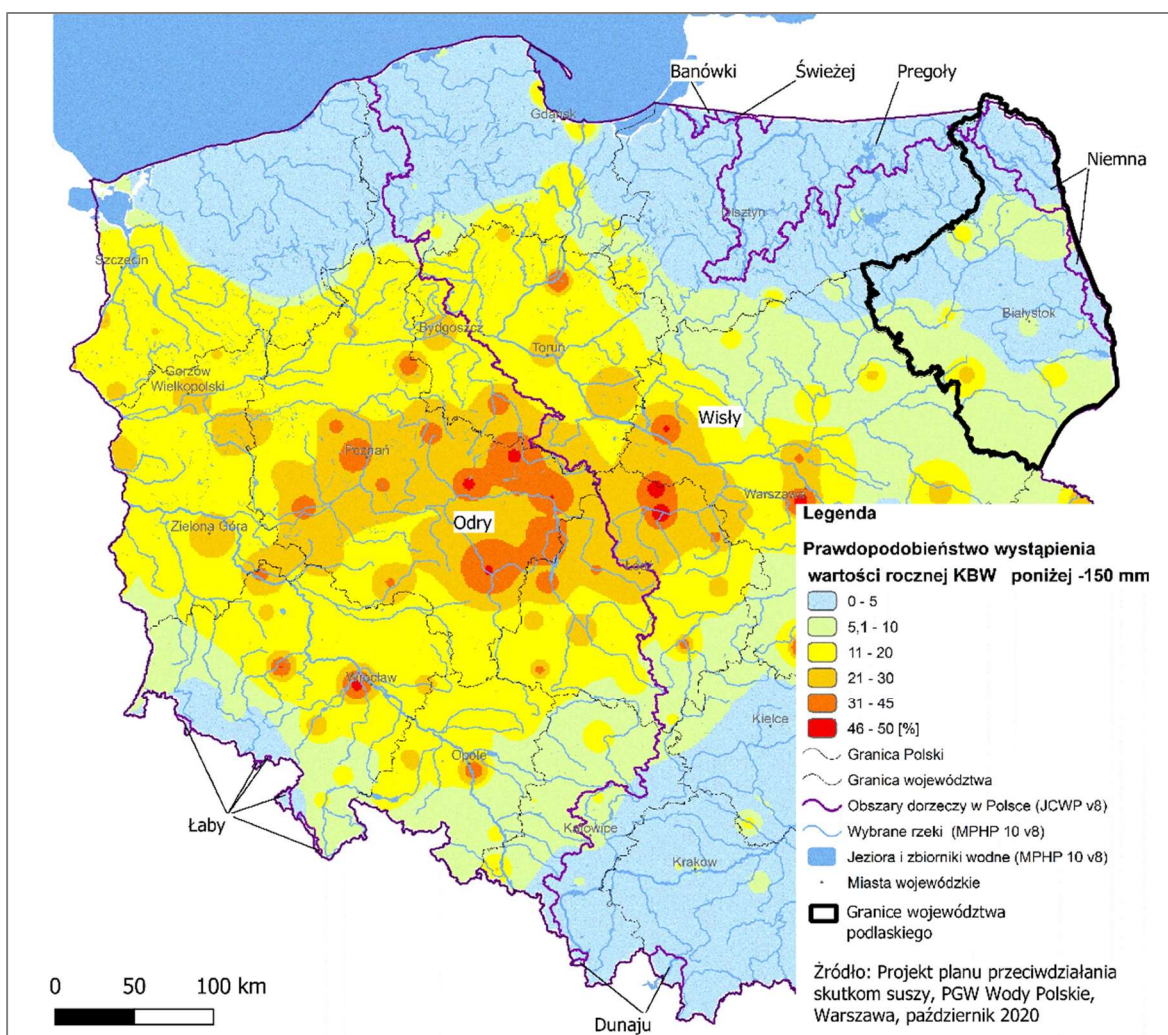 Banówki
Świeżej
Pregoły
Gdańsk
Niemna
Olsztyn
Szczecin
Białystok
Bydgoszcz
Toruń
Gorzów
Wielkopolski
Wisły
Poznań
Warszawa
Odry
Zielona Góra
Łódź
Wrocław
Kielce
Opole
Łaby
Katowice
Kraków
Dunaju
0 50 100 km
Legenda
Prawdopodobieństwo wystąpienia
wartości rocznej KBW poniżej -150 mm
0 - 5
5,1 - 10
11 - 20
21 - 30
31 - 45
46 - 50 [%]
Granica Polski
Granica województwa
Obszary dorzeczy w Polsce (JCWP v8)
Wybrane rzeki (MPHP 10 v8)
Jeziora i zbiorniki wodne (MPHP 10 v8)
Miasta wojewódzkie
Granice województwa
podlaskiego
Źródło: Projekt planu przeciwdziałania
skutkom suszy, PGW Wody Polskie,
Warszawa, październik 2020